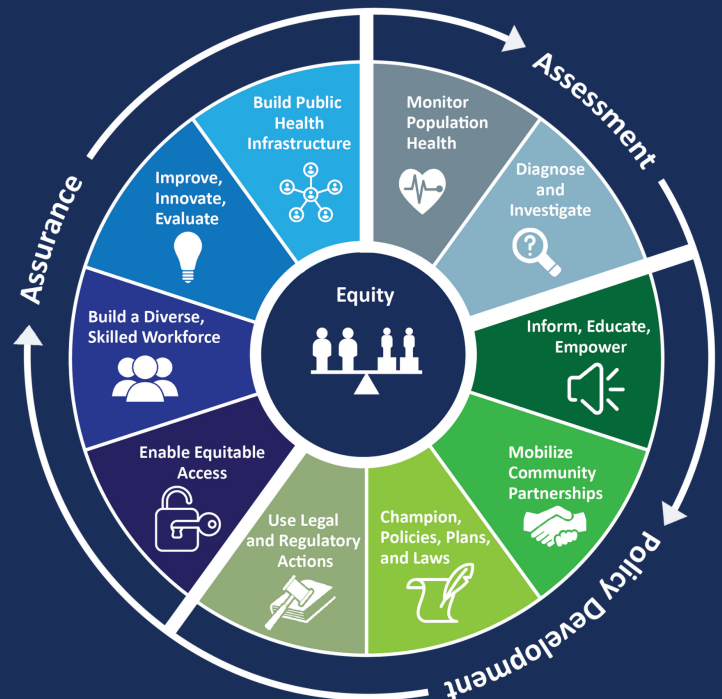 Assessment
Monitor
Population
Health
Diagnose
and
Investigate
Policy Development
Inform, Educate,
Empower
Mobilize
Community
Partnerships
Champion,
Policies, Plans,
and Laws
Use Legal
and Regulatory
Actions
Assurance
Enable Equitable
Access
Build a Diverse,
Skilled Workforce
Improve,
Innovate,
Evaluate
Build Public
Health
Infrastructure
Equity
?